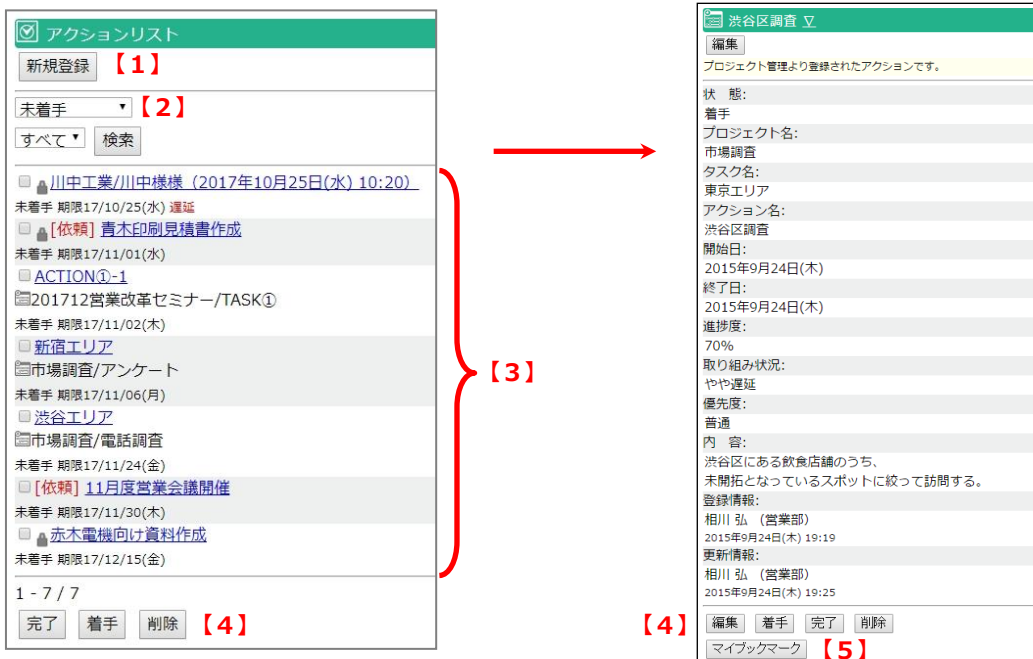 アクションリスト
新規登録 【1】
未着手 【2】
すべて 検索
川中工業/川中様様（2017年10月25日(水) 10:20）
未着手 期限17/10/25(水) 遅延
[依頼] 青木印刷見積書作成
未着手 期限17/11/01(水)
ACTION①-1
201712営業改革セミナー/TASK①
未着手 期限17/11/02(木)
新宿エリア
市場調査/アンケート
未着手 期限17/11/06(月)
【3】
渋谷エリア
市場調査/電話調査
未着手 期限17/11/24(金)
[依頼] 11月度営業会議開催
未着手 期限17/11/30(木)
赤木電機向け資料作成
未着手 期限17/12/15(金)
1 - 7 / 7
完了 着手 削除 【4】
渋谷区調査 ▽
編集
プロジェクト管理より登録されたアクションです。
状　態:
着手
プロジェクト名:
市場調査
タスク名:
東京エリア
アクション名:
渋谷区調査
開始日:
2015年9月24日(木)
終了日:
2015年9月24日(木)
進捗度:
70%
取り組み状況:
やや遅延
優先度:
普通
内　容:
渋谷区にある飲食店舗のうち、
未開拓となっているスポットに絞って訪問する。
登録情報:
相川 弘　(営業部)
2015年9月24日(木) 19:19
更新情報:
相川 弘　(営業部)
2015年9月24日(木) 19:25
【4】 編集 着手 完了 削除
マイブックマーク 【5】